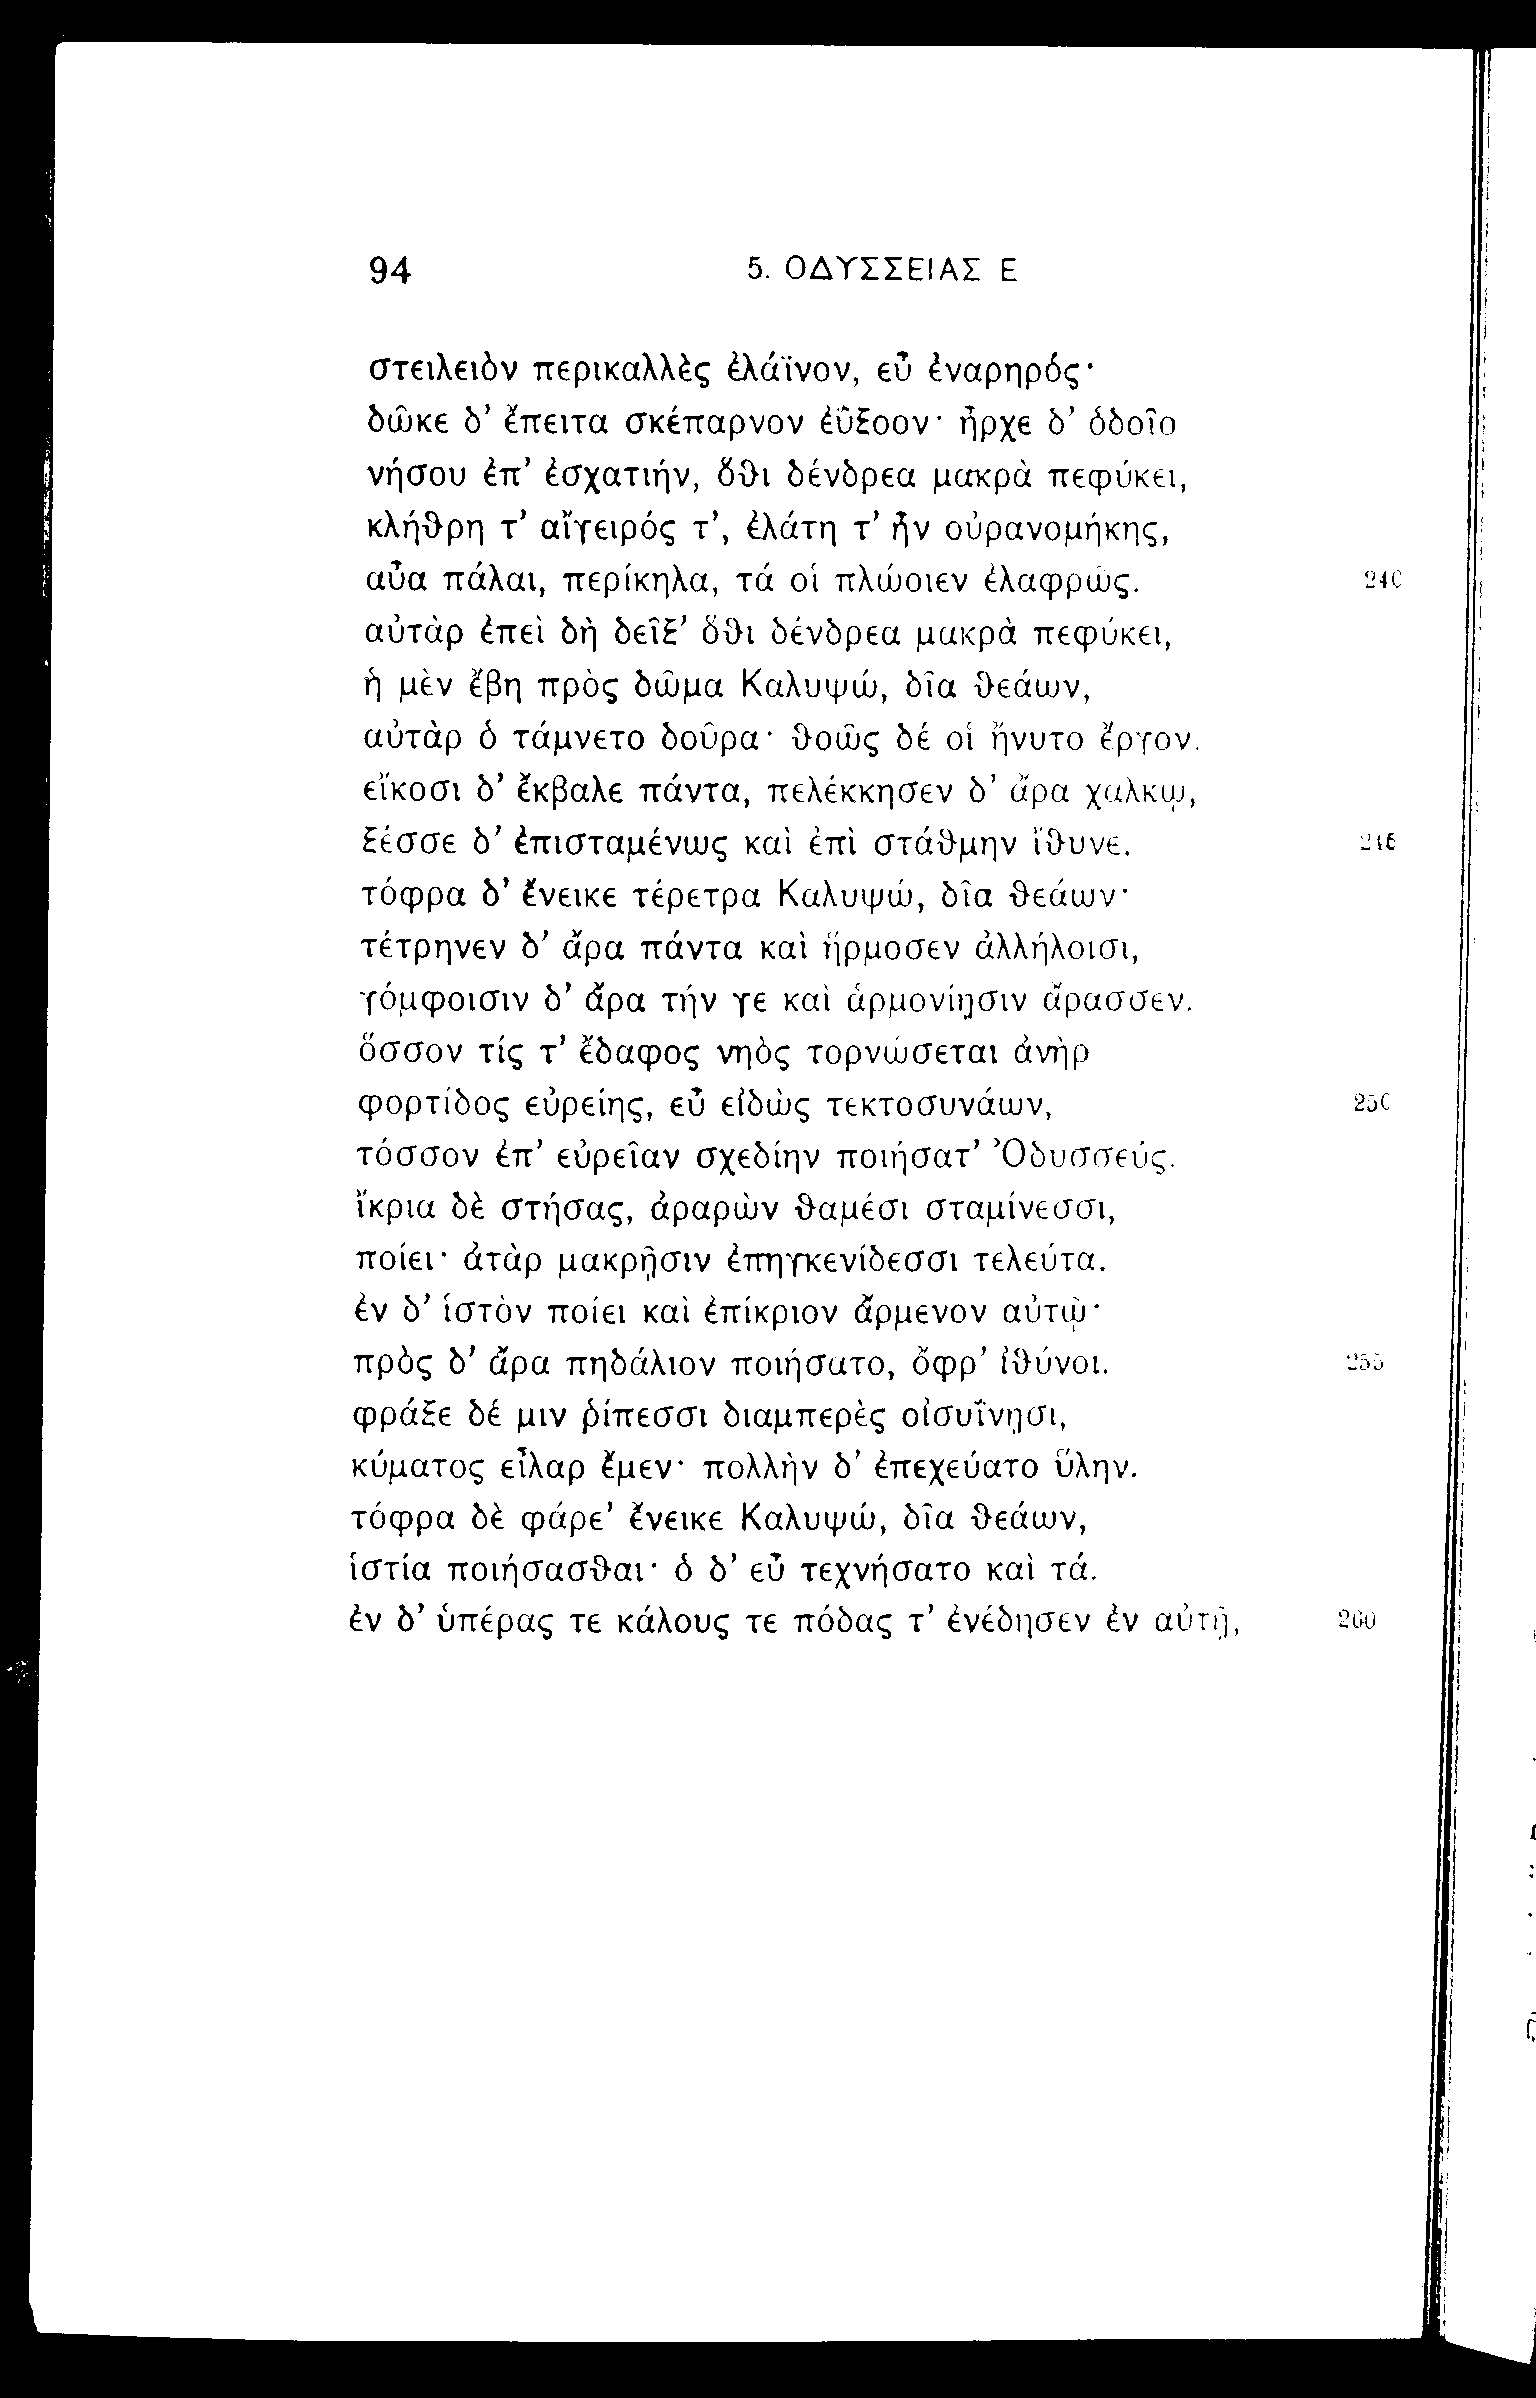 94 5. ΟΔΥΣΣΕΙΑΣ Ε
στειλειὸν περικαλλὲς ἐλάϊνον, εὖ ἐναρηρός·
δῶκε δ’ ἔπειτα σκέπαρνον ἐΰξοον· ἦρχε δ’ ὁδοῖο
νήσου ἐπ’ ἐσχατιήν, ὅθι δένδρεα μακρὰ πεφύκει,
κλήθρη τ’ αἴγειρός τ’, ἐλάτη τ’ ἦν οὐρανομήκης,
αὖα πάλαι, περίκηλα, τά οἱ πλώοιεν ἐλαφρῶς. 240
αὐτὰρ ἐπεὶ δὴ δεῖξ’ ὅθι δένδρεα μακρὰ πεφύκει,
ἡ μὲν ἔβη πρὸς δῶμα Καλυψώ, δῖα θεάων,
αὐτὰρ ὁ τάμνετο δοῦρα· θοῶς δέ οἱ ἤνυτο ἔργον.
εἴκοσι δ’ ἔκβαλε πάντα, πελέκκησεν δ’ ἄρα χαλκῳ,
ξέσσε δ’ ἐπισταμένως καὶ ἐπὶ στάθμην ἴθυνε. 245
τόφρα δ’ ἔνεικε τέρετρα Καλυψώ, δῖα θεάων·
τέτρηνεν δ’ ἄρα πάντα καὶ ἥρμοσεν ἀλλήλοισι,
γόμφοισιν δ’ ἄρα τήν γε καὶ ἁρμονίῃσιν ἄρασσεν.
ὅσσον τίς τ’ ἔδαφος νηὸς τορνώσεται ἀνὴρ
φορτίδος εὐρείης, εὖ εἰδὼς τεκτοσυνάων, 250
τόσσον ἐπ’ εὐρεῖαν σχεδίην ποιήσατ’ Ὀδυσσεύς.
ἴκρια δὲ στήσας, ἀραρὼν θαμέσι σταμίνεσσι,
ποίει· ἀτὰρ μακρῇσιν ἐπηγκενίδεσσι τελεύτα.
ἐν δ’ ἱστὸν ποίει καὶ ἐπίκριον ἄρμενον αὐτῷ·
πρὸς δ’ ἄρα πηδάλιον ποιήσατο, ὄφρ’ ἰθύνοι. 255
φράξε δέ μιν ῥίπεσσι διαμπερὲς οἰσυΐνῃσι,
κύματος εἶλαρ ἔμεν· πολλὴν δ’ ἐπεχεύατο ὕλην.
τόφρα δὲ φάρε’ ἔνεικε Καλυψώ, δῖα θεάων,
ἱστία ποιήσασθαι· ὁ δ’ εὖ τεχνήσατο καὶ τά.
ἐν δ’ ὑπέρας τε κάλους τε πόδας τ’ ἐνέδησεν ἐν αὐτῇ, 260